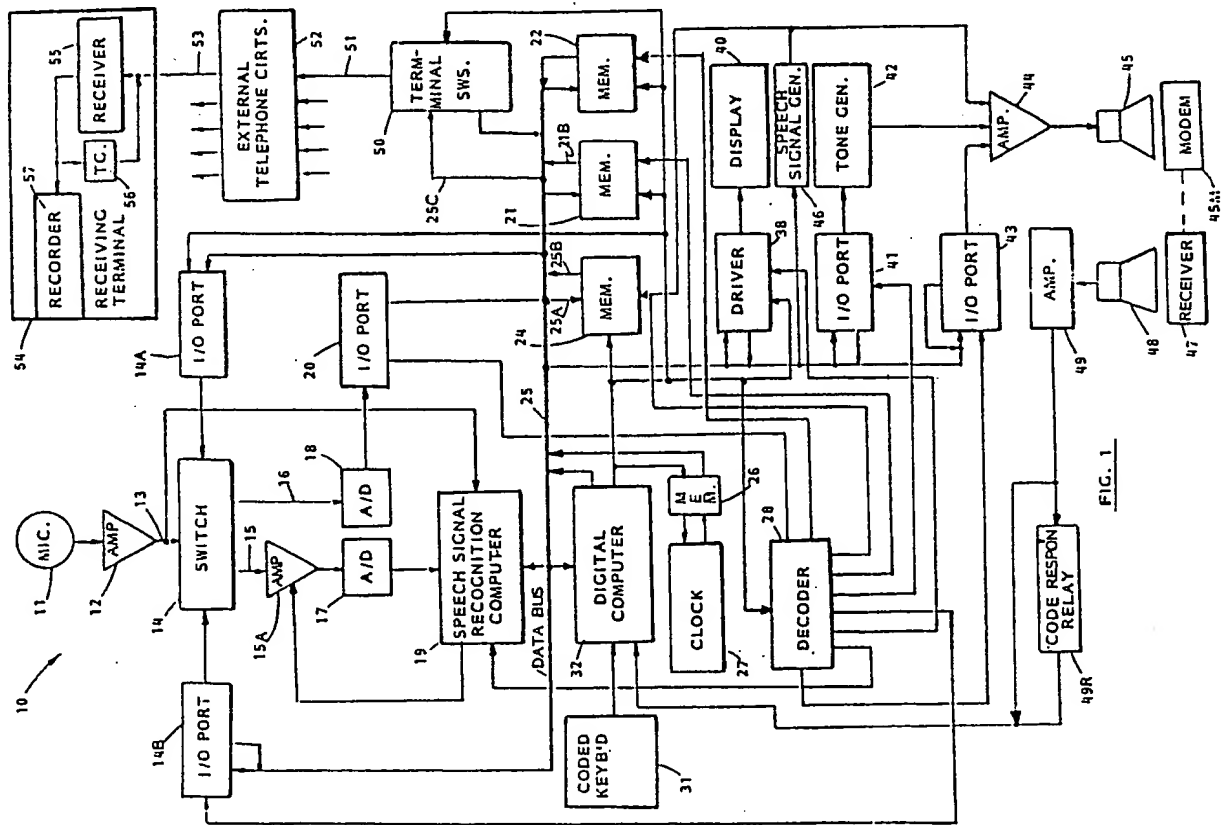 10
MIC.
11
AMP
12
13
I/O PORT
14B
SWITCH
14
I/O PORT
14A
15
16
AMP
15A
A/D
17
A/D
18
I/O PORT
20
SPEECH SIGNAL
RECOGNITION
COMPUTER
19
DATA BUS
25
25A
25B
25C
21B
CODED
KEYB'D
31
DIGITAL
COMPUTER
32
MEM.
26
CLOCK
27
DECODER
28
MEM.
24
MEM.
21
MEM.
22
TERM-
MINAL
SWS.
50
51
EXTERNAL
TELEPHONE CIRTS.
52
53
54
RECORDER
57
TC.
56
RECEIVER
55
RECEIVING
TERMINAL
DRIVER
38
DISPLAY
40
SPEECH
SIGNAL GEN.
46
I/O PORT
41
TONE GEN.
42
I/O PORT
43
AMP.
44
45
MODEM
45M
RECEIVER
47
48
AMP.
49
CODE RESPON
RELAY
49R
FIG. 1